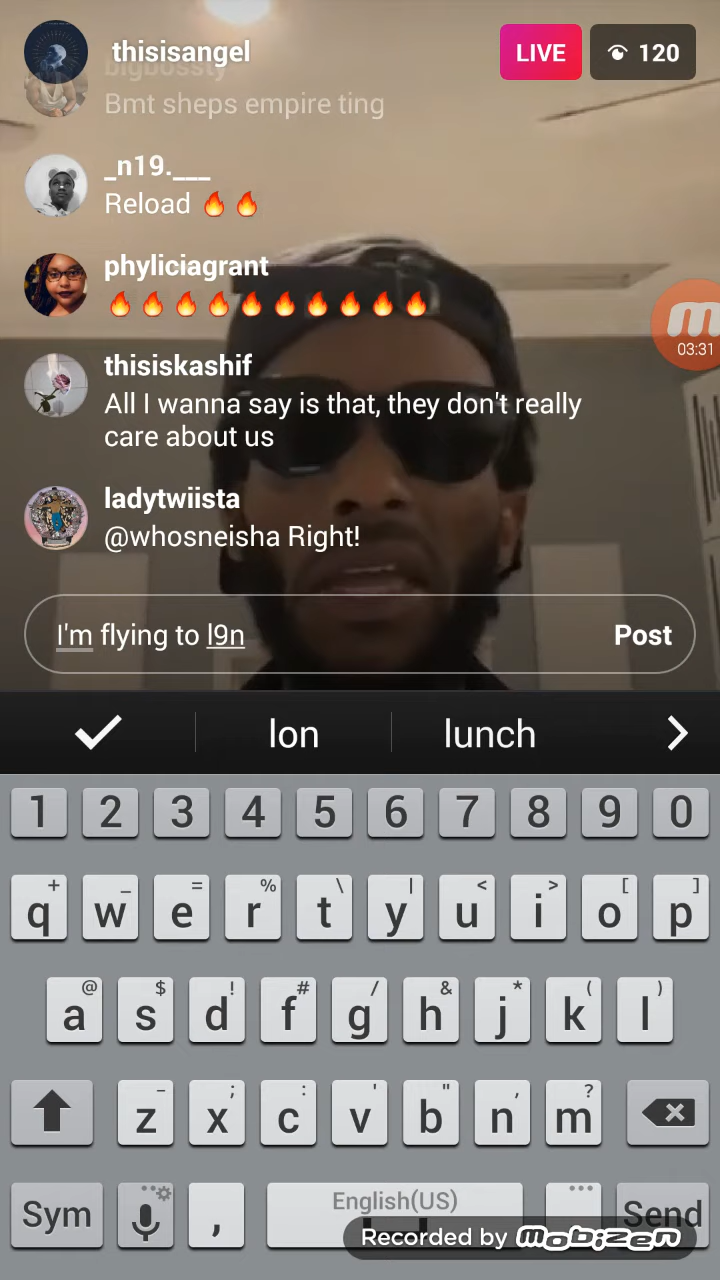 thisisangel
LIVE
120
bigbossty
Bmt sheps empire ting
_n19.___
Reload 🔥 🔥
phyliciagrant
🔥 🔥 🔥 🔥 🔥 🔥 🔥 🔥 🔥 🔥
03:31
thisiskashif
All I wanna say is that, they don't really
care about us
ladytwiista
@whosneisha Right!
I'm flying to l9n
Post
lon
lunch
1 2 3 4 5 6 7 8 9 0
+ _ = % \ | < > [ ]
q w e r t y u i o p
@ $ ! # / & * ( )
a s d f g h j k l
- ; : ' " , ?
z x c v b n m
Sym , English(US) Send
Recorded by mobizen